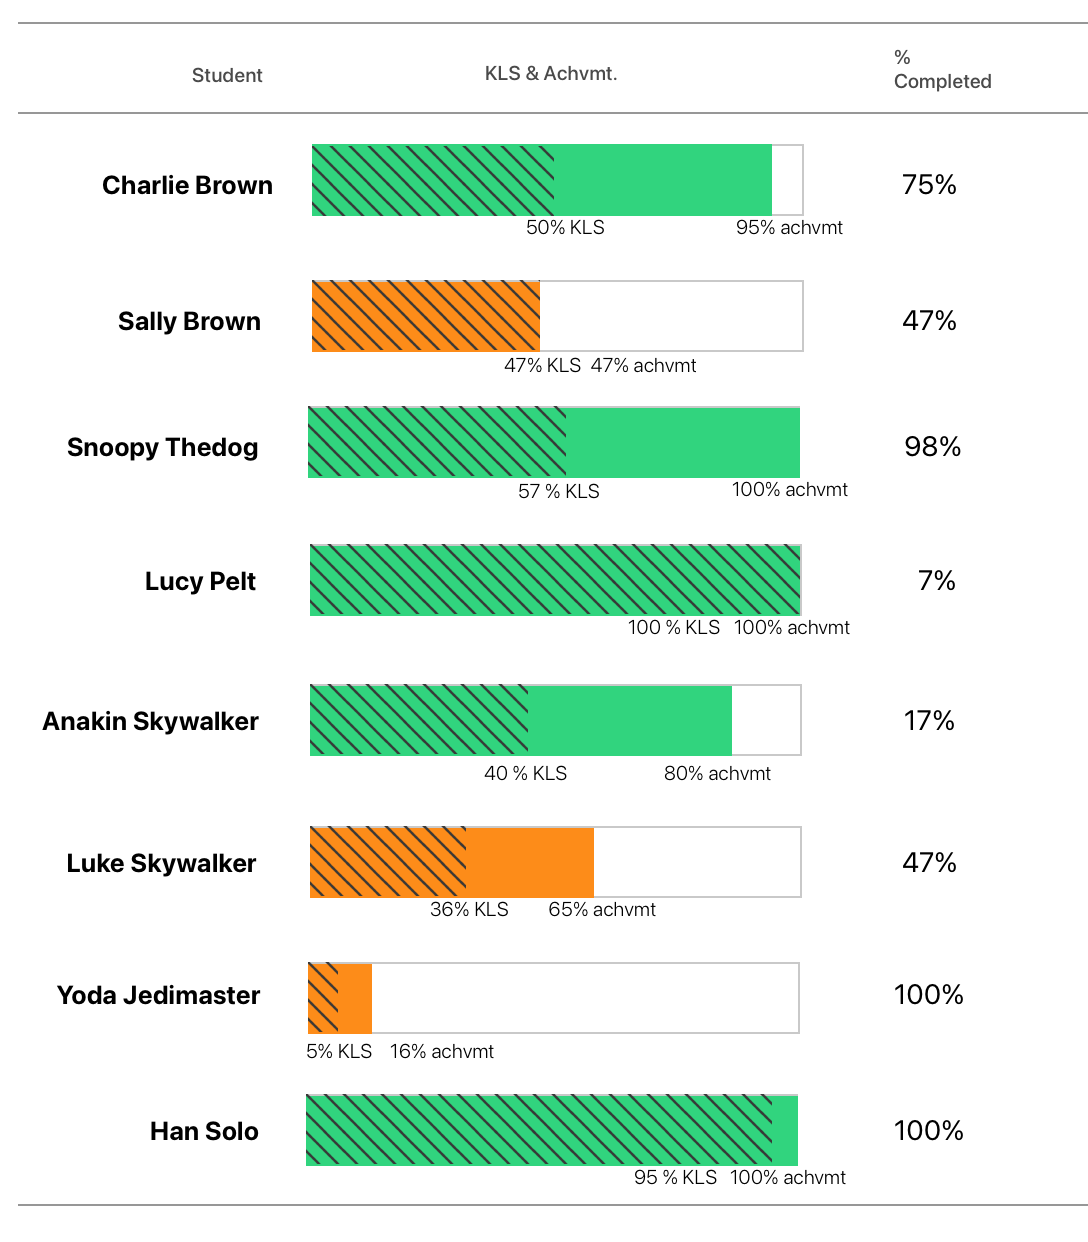 Student
KLS & Achvmt.
%
Completed
Charlie Brown
75%
50% KLS
95% achvmt
Sally Brown
47%
47% KLS
47% achvmt
Snoopy Thedog
98%
57 % KLS
100% achvmt
Lucy Pelt
7%
100 % KLS
100% achvmt
Anakin Skywalker
17%
40 % KLS
80% achvmt
Luke Skywalker
47%
36% KLS
65% achvmt
Yoda Jedimaster
100%
5% KLS
16% achvmt
Han Solo
100%
95 % KLS
100% achvmt